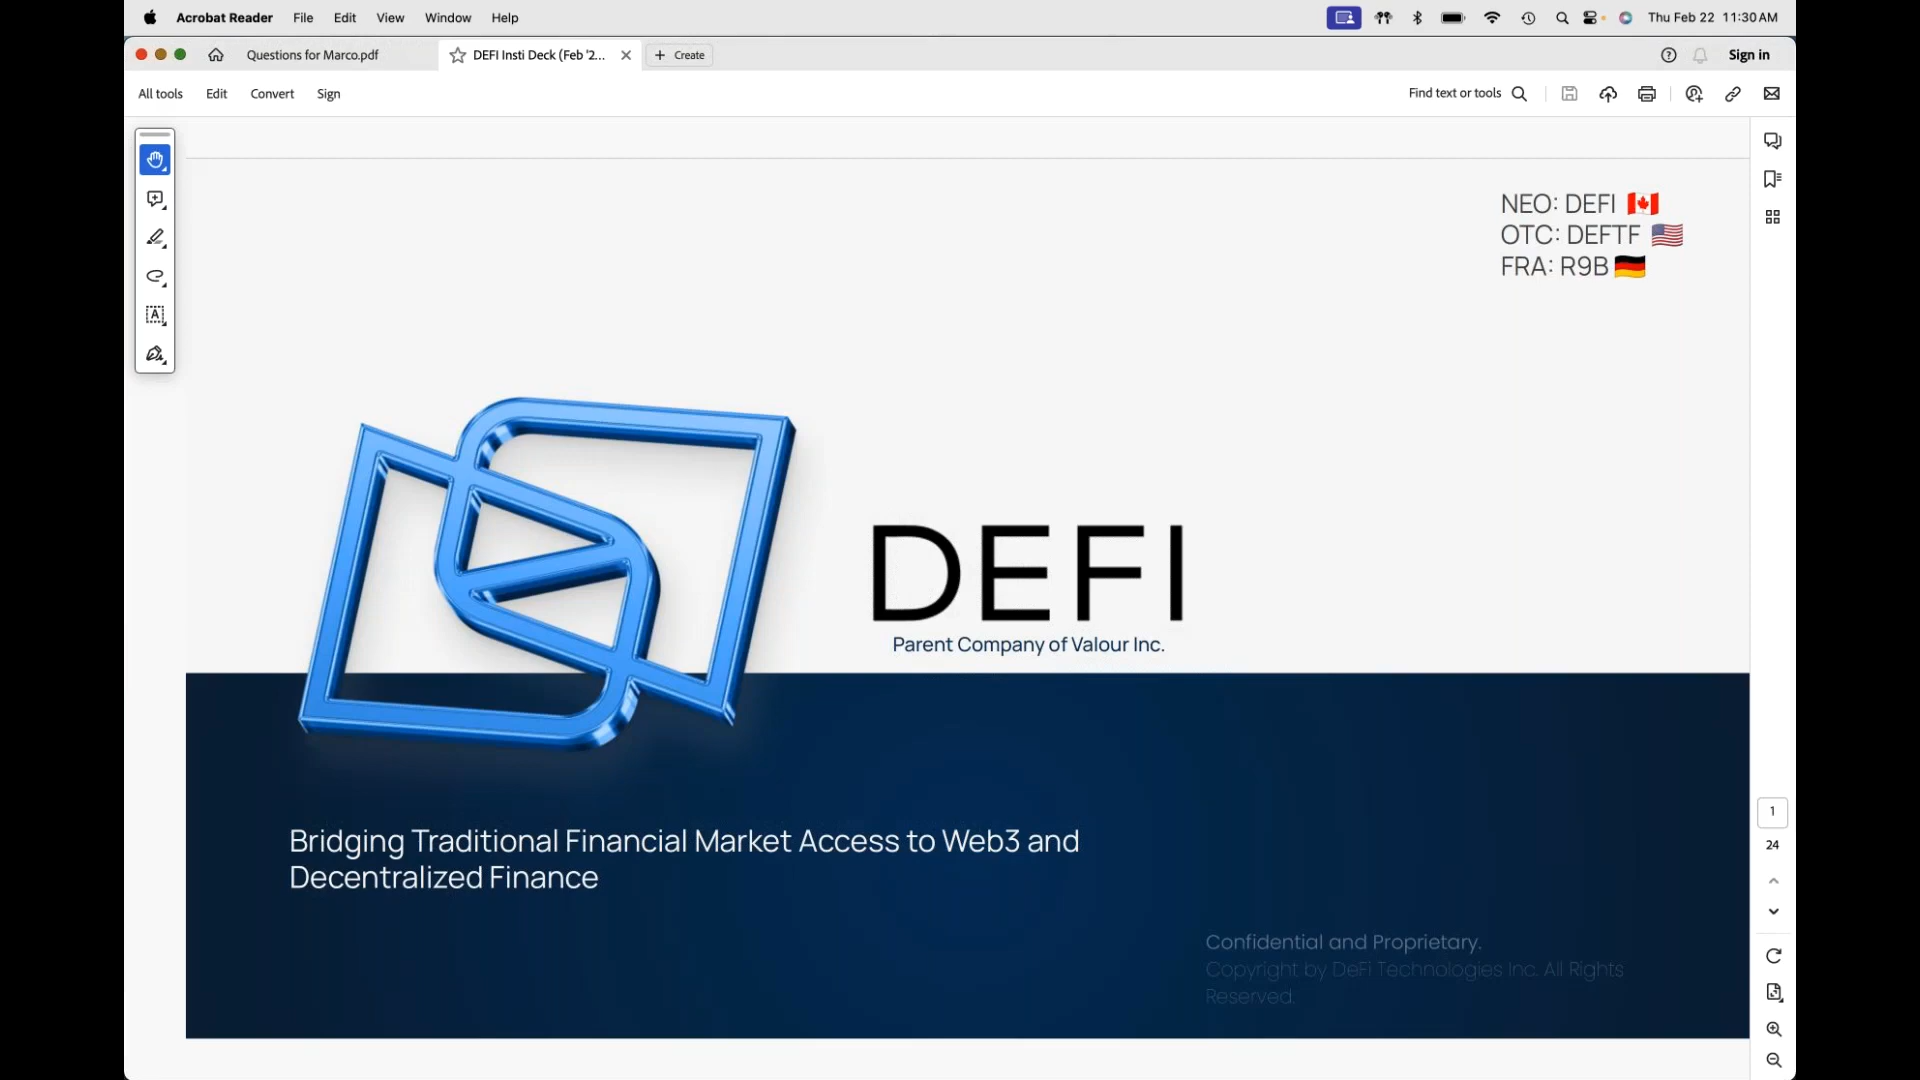 Acrobat Reader File Edit View Window Help Thu Feb 22 11:30 AM
Questions for Marco.pdf DEFI Insti Deck (Feb '2... + Create Sign in
All tools Edit Convert Sign Find text or tools
NEO: DEFI
OTC: DEFTF
FRA: R9B
DEFI
Parent Company of Valour Inc.
Bridging Traditional Financial Market Access to Web3 and
Decentralized Finance
1
24
Confidential and Proprietary.
Copyright by DeFi Technologies Inc. All Rights
Reserved.